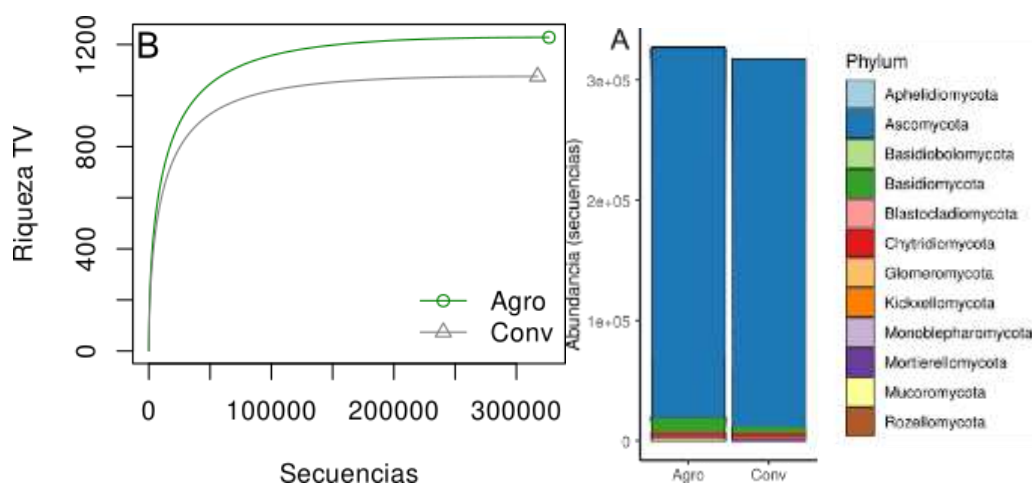 B
Riqueza TV
1200
800
400
0
Agro
Conv
0
100000
200000
300000
Secuencias
A
Abundancia (secuencias)
3e+05
2e+05
1e+05
0
Agro
Conv
Phylum
Aphelidiomycota
Ascomycota
Basidiobolomycota
Basidiomycota
Blastocladiomycota
Chytridiomycota
Glomeromycota
Kickxellomycota
Monoblepharomycota
Mortierellomycota
Mucoromycota
Rozellomycota